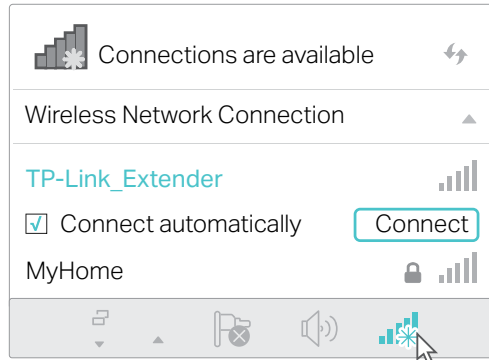 Connections are available
Wireless Network Connection
TP-Link_Extender
Connect automatically
Connect
MyHome